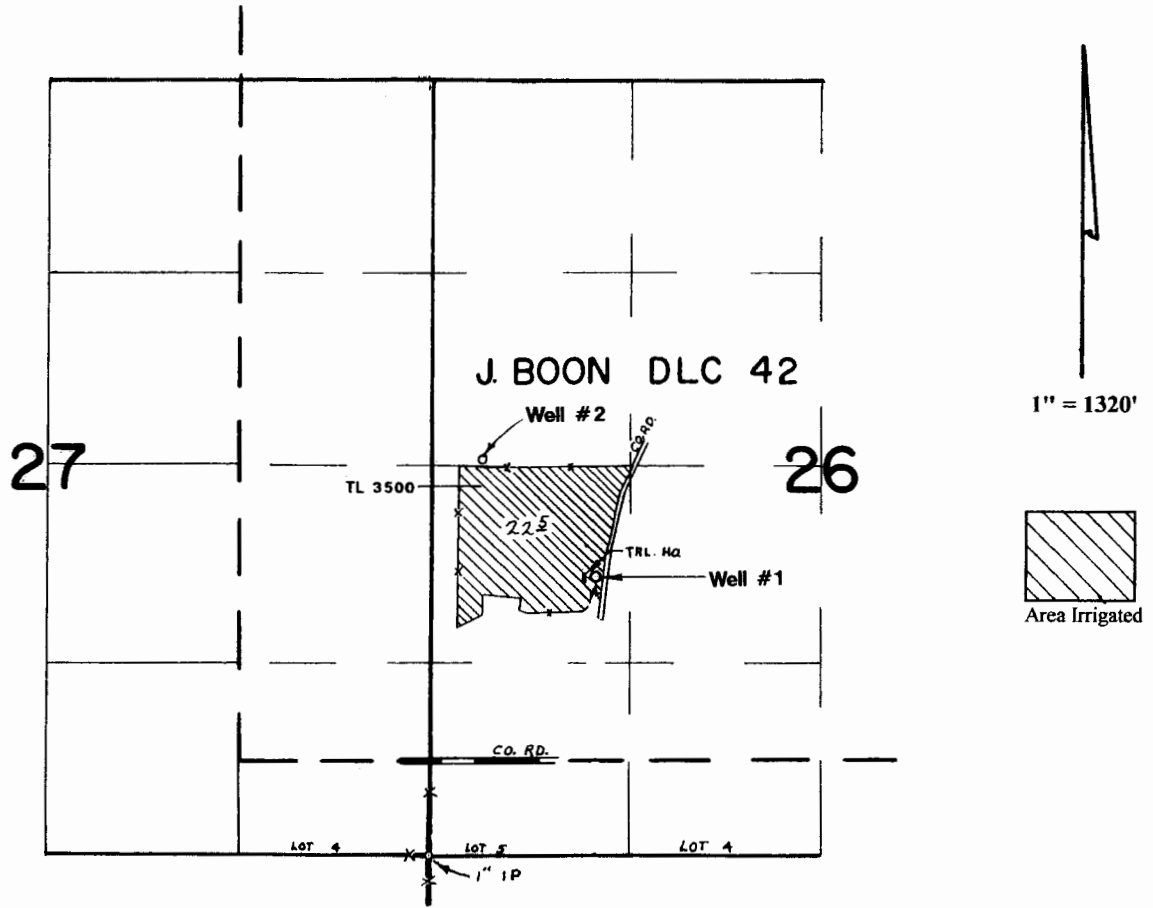 J. BOON DLC 42
1" = 1320'
Well #2
CO. RD.
27
26
TL 3500
22 5
TRL. HQ
Well #1
Area Irrigated
CO. RD.
LOT 4
LOT 5
LOT 4
1" IP